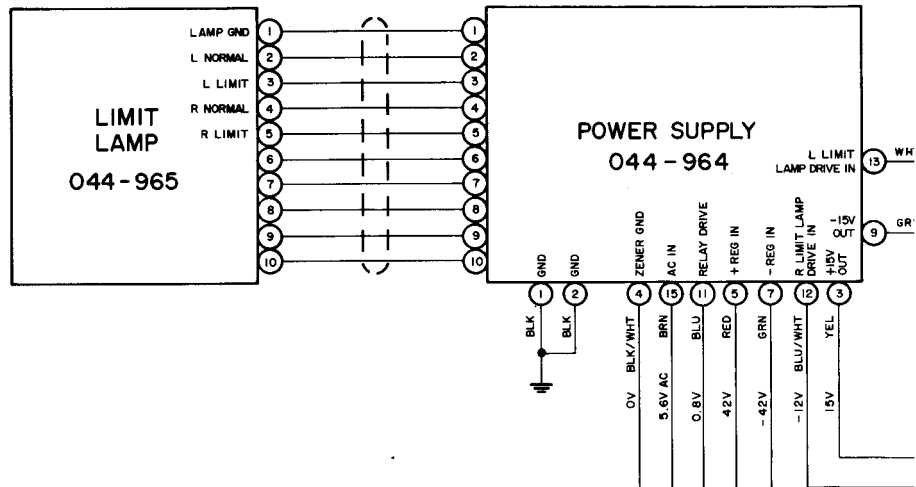 LIMIT
LAMP
044-965
LAMP GND 1
L NORMAL 2
L LIMIT 3
R NORMAL 4
R LIMIT 5
6
7
8
9
10
1
2
3
4
5
6
7
8
9
10
POWER SUPPLY
044-964
L LIMIT
LAMP DRIVE IN
13
WHT
-15V
OUT
9
GR
GND
GND
ZENER GND
AC IN
RELAY DRIVE
+REG IN
-REG IN
R LIMIT LAMP
DRIVE IN
+15V
OUT
1
2
4
15
11
5
7
12
3
BLK
BLK
BLK/WHT
BRN
BLU
RED
GRN
BLU/WHT
YEL
0V
5.6V AC
0.8V
42V
-42V
-12V
15V